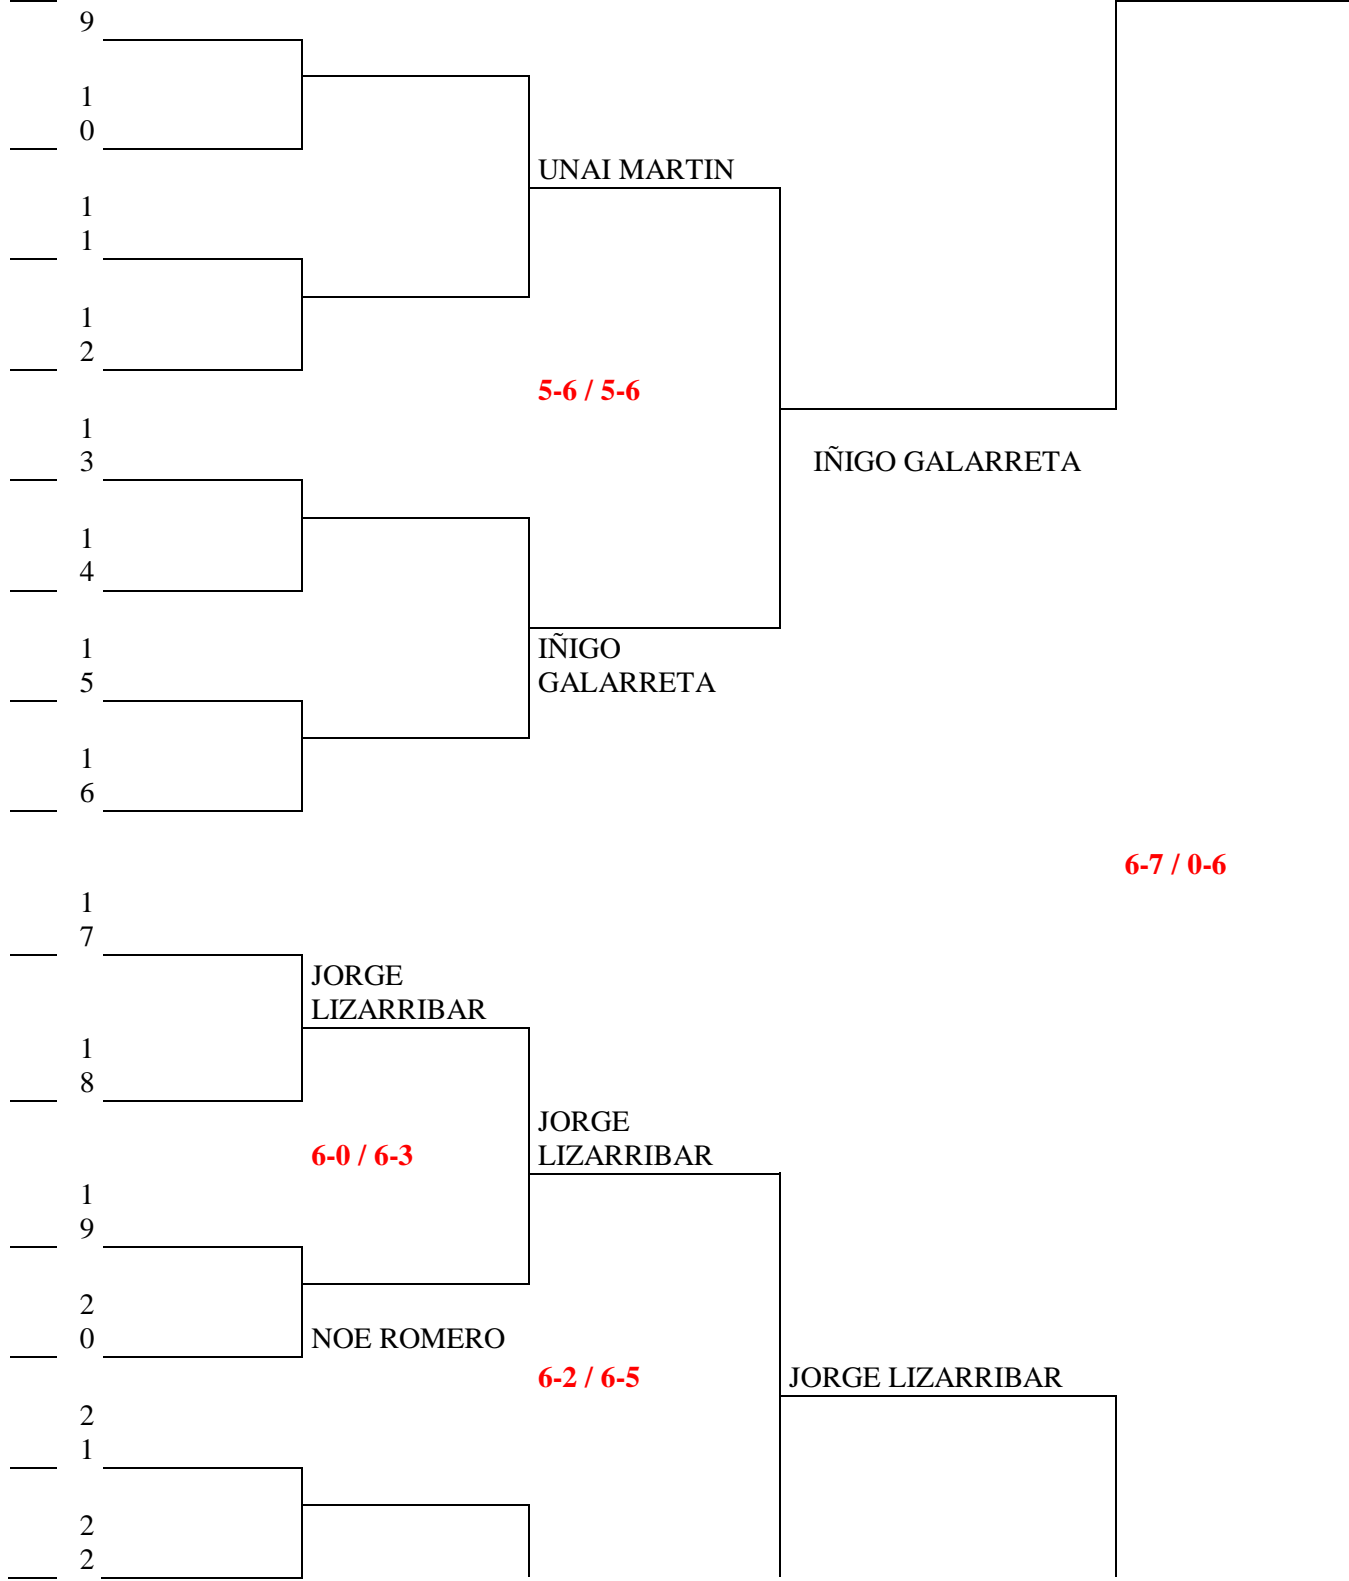 9
1
0
UNAI MARTIN
1
1
1
2
5-6 / 5-6
1
3
IÑIGO GALARRETA
1
4
1
5
IÑIGO
GALARRETA
1
6
6-7 / 0-6
1
7
JORGE
LIZARRIBAR
1
8
6-0 / 6-3
JORGE
LIZARRIBAR
1
9
2
0
NOE ROMERO
6-2 / 6-5
JORGE LIZARRIBAR
2
1
2
2